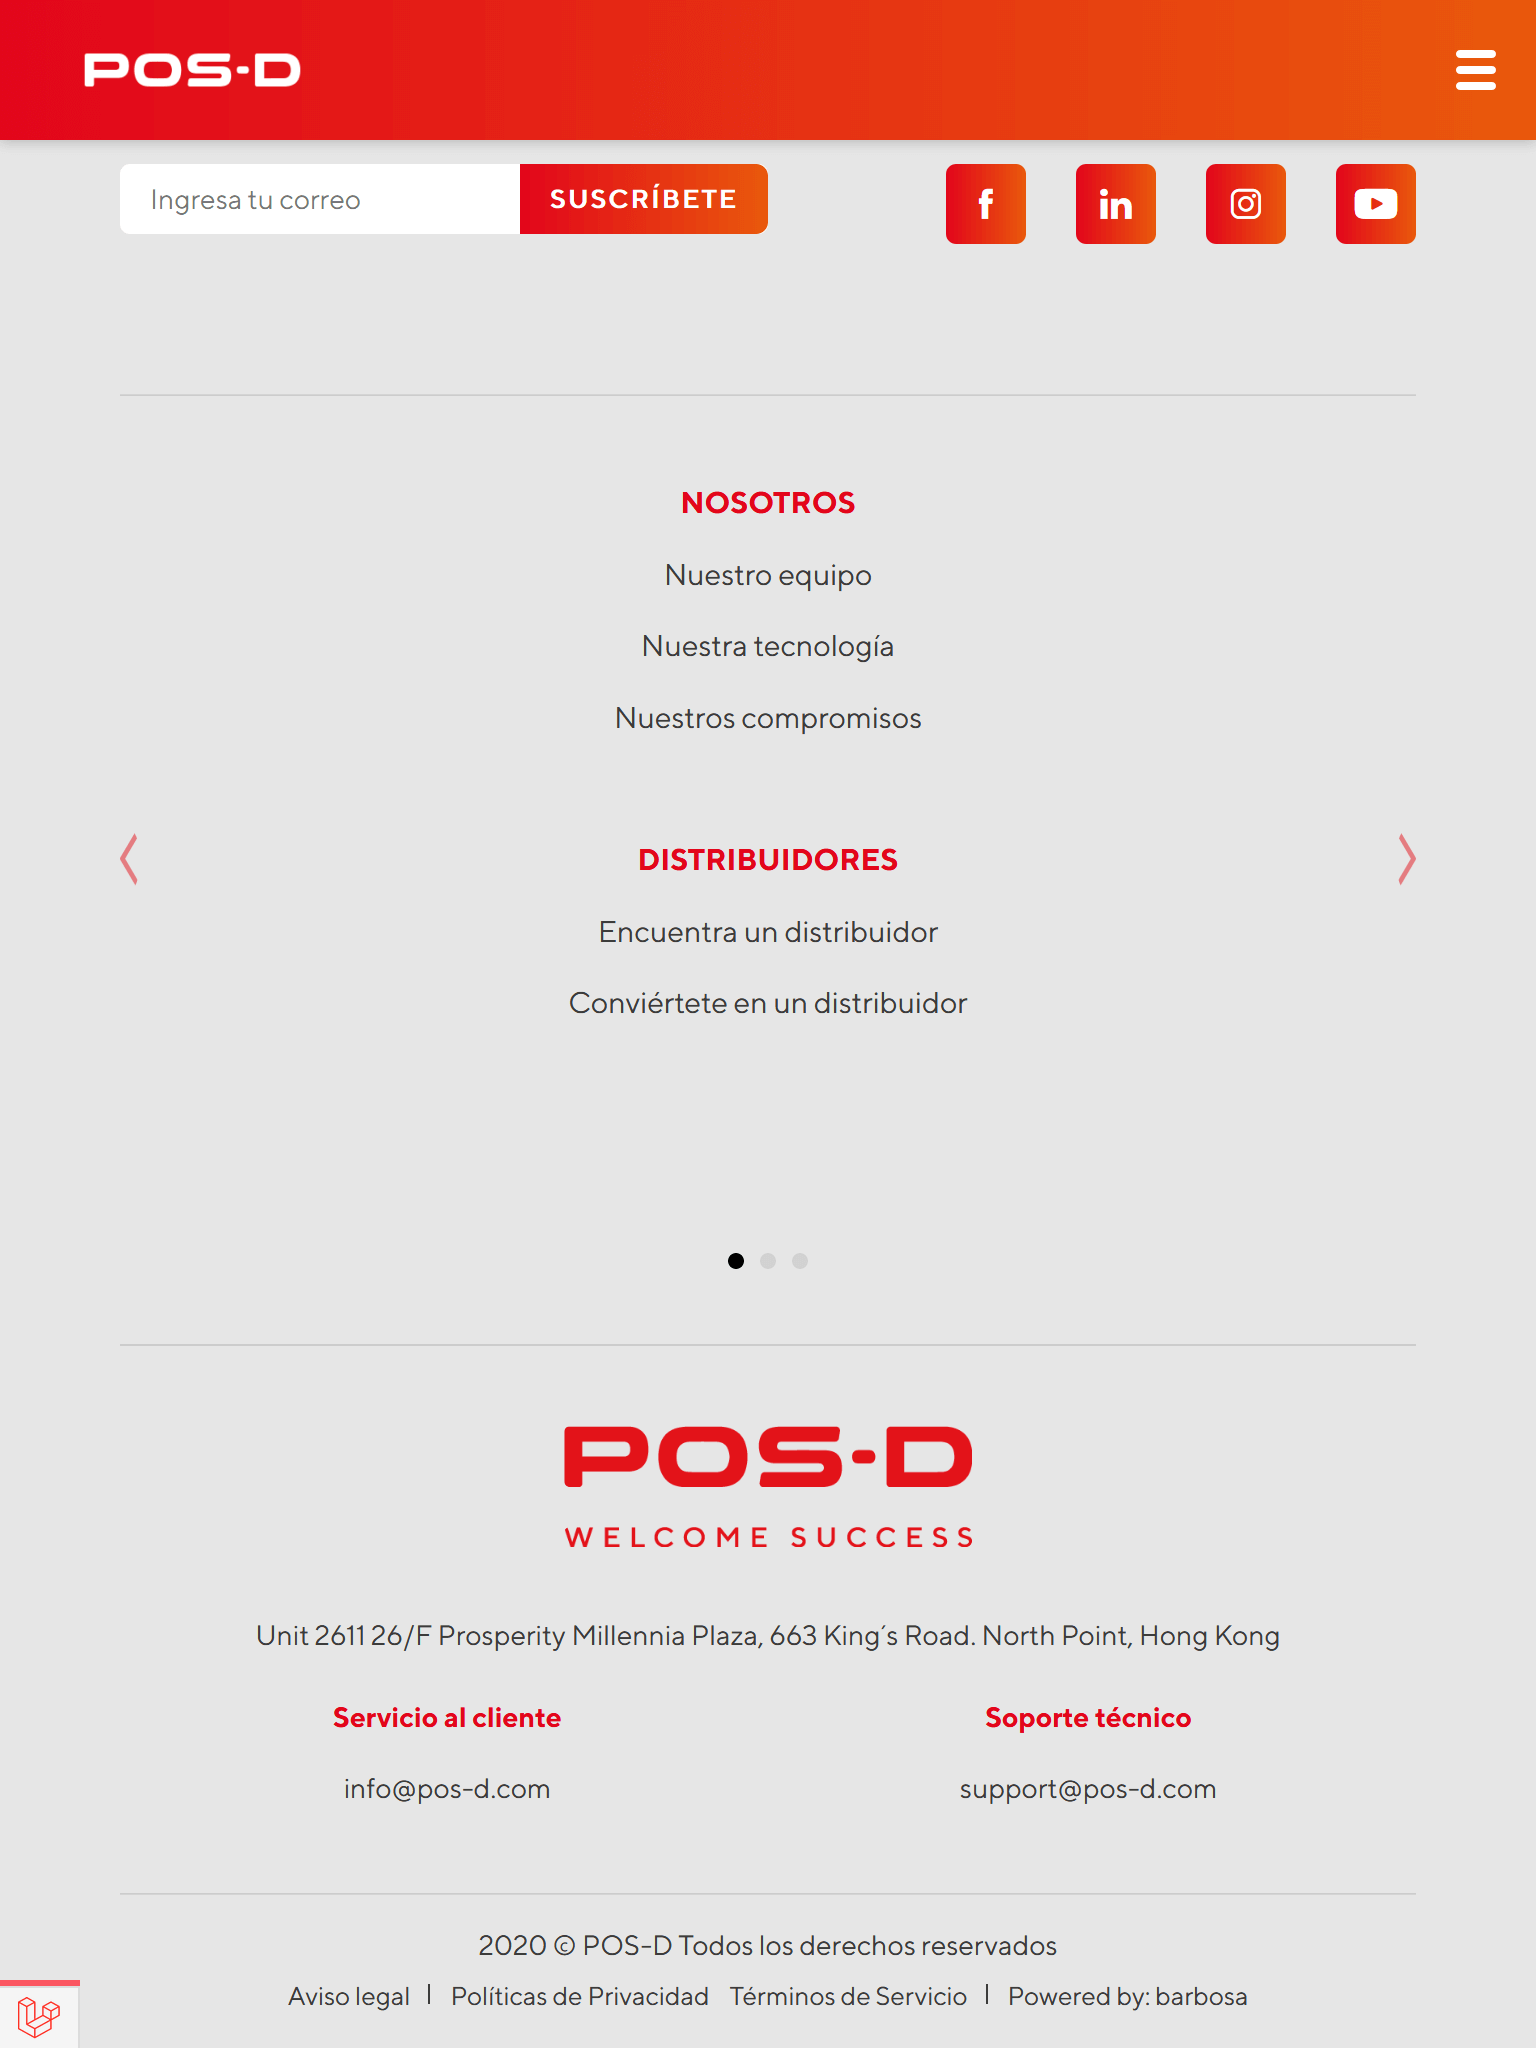 POS-D
Ingresa tu correo
SUSCRÍBETE
NOSOTROS
Nuestro equipo
Nuestra tecnología
Nuestros compromisos
DISTRIBUIDORES
Encuentra un distribuidor
Conviértete en un distribuidor
POS-D
WELCOME SUCCESS
Unit 2611 26/F Prosperity Millennia Plaza, 663 King´s Road. North Point, Hong Kong
Servicio al cliente
info@pos-d.com
Soporte técnico
support@pos-d.com
2020 © POS-D Todos los derechos reservados
Aviso legal | Políticas de Privacidad Términos de Servicio | Powered by: barbosa